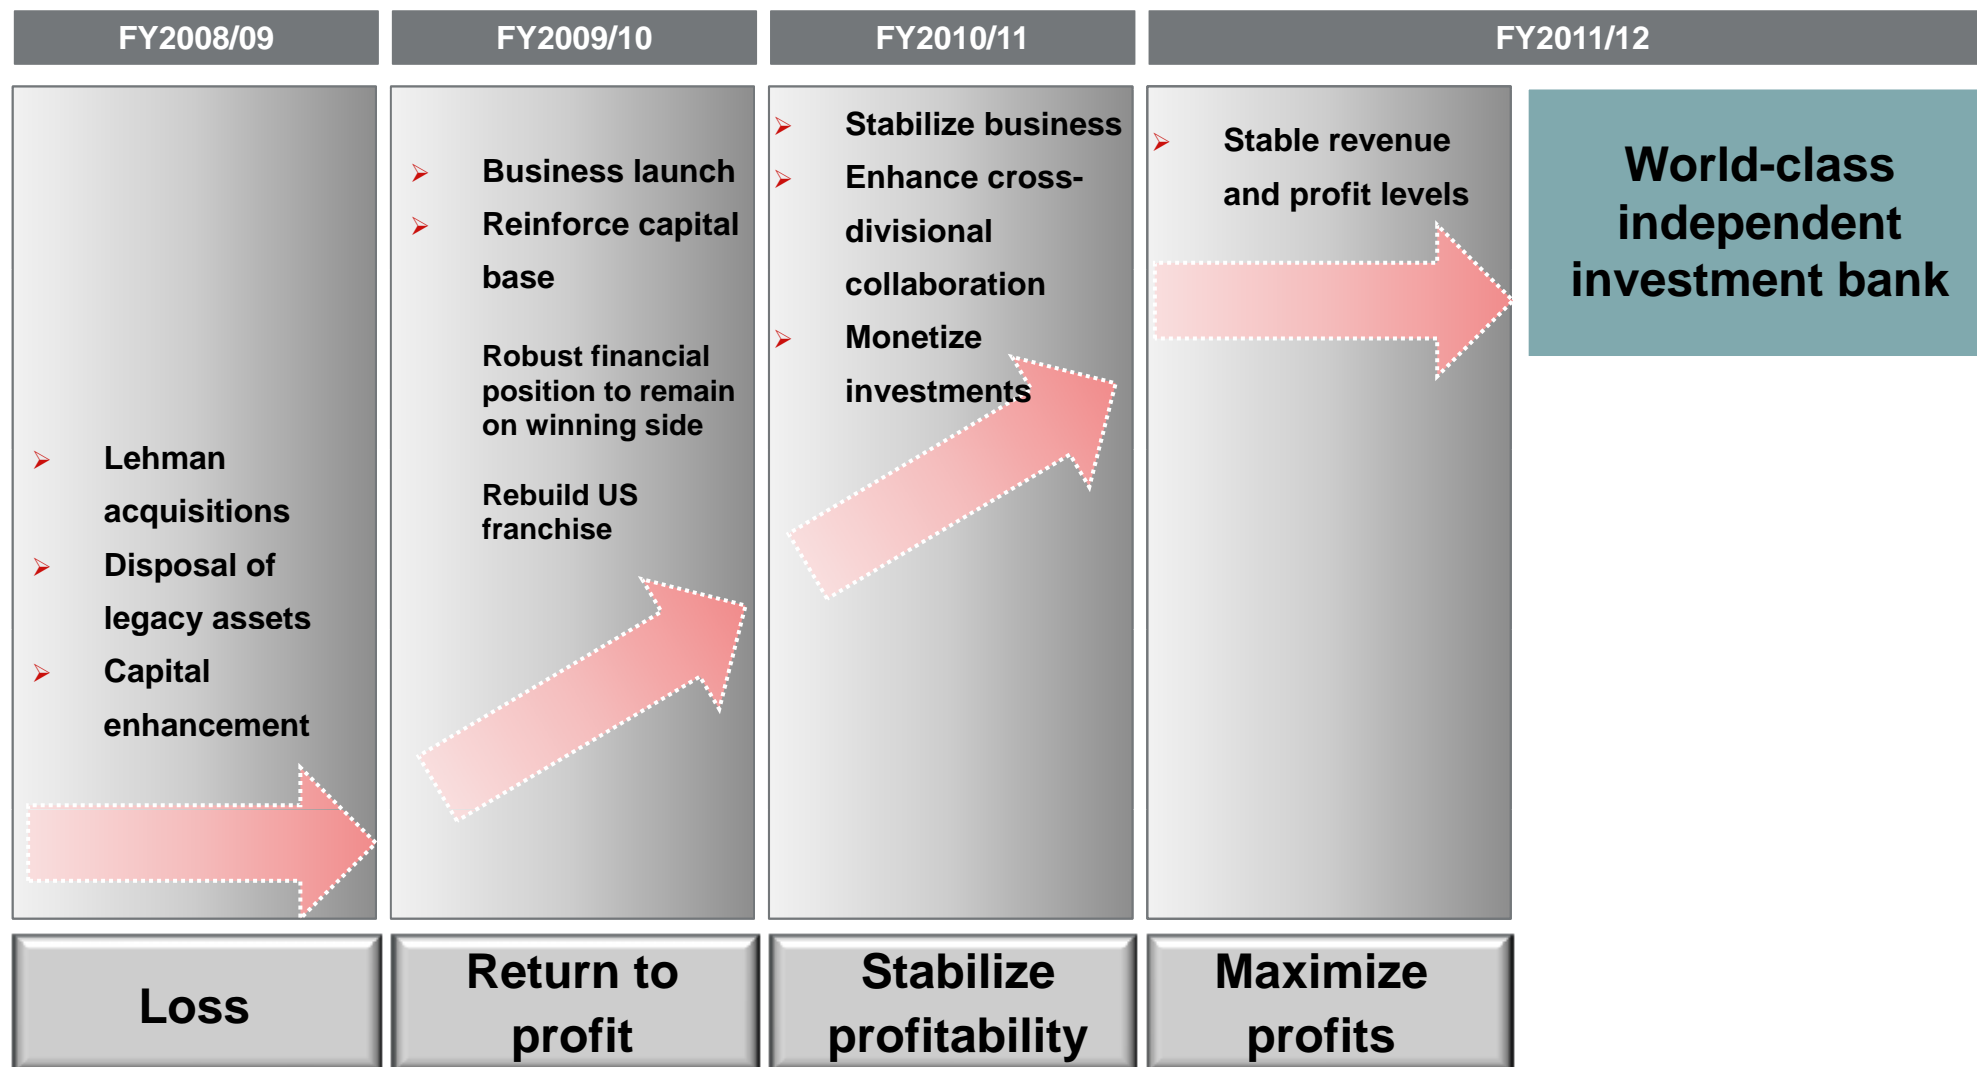 FY2008/09
FY2009/10
FY2010/11
FY2011/12
Lehman
acquisitions
Disposal of
legacy assets
Capital
enhancement
Business launch
Reinforce capital
base
Robust financial
position to remain
on winning side
Rebuild US
franchise
Stabilize business
Enhance cross-
divisional
collaboration
Monetize
investments
Stable revenue
and profit levels
World-class
independent
investment bank
Loss
Return to
profit
Stabilize
profitability
Maximize
profits